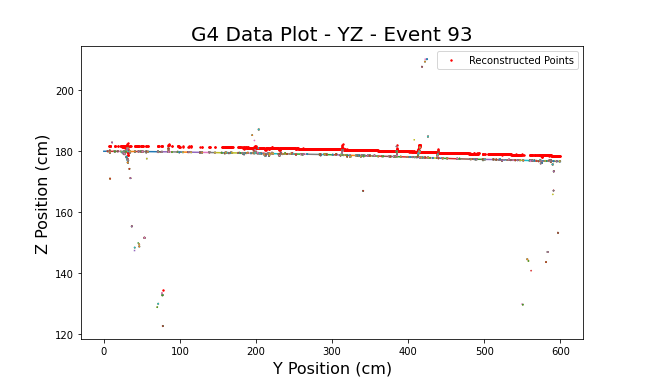 G4 Data Plot - YZ - Event 93
Reconstructed Points
Z Position (cm)
200
180
160
140
120
0 100 200 300 400 500 600
Y Position (cm)